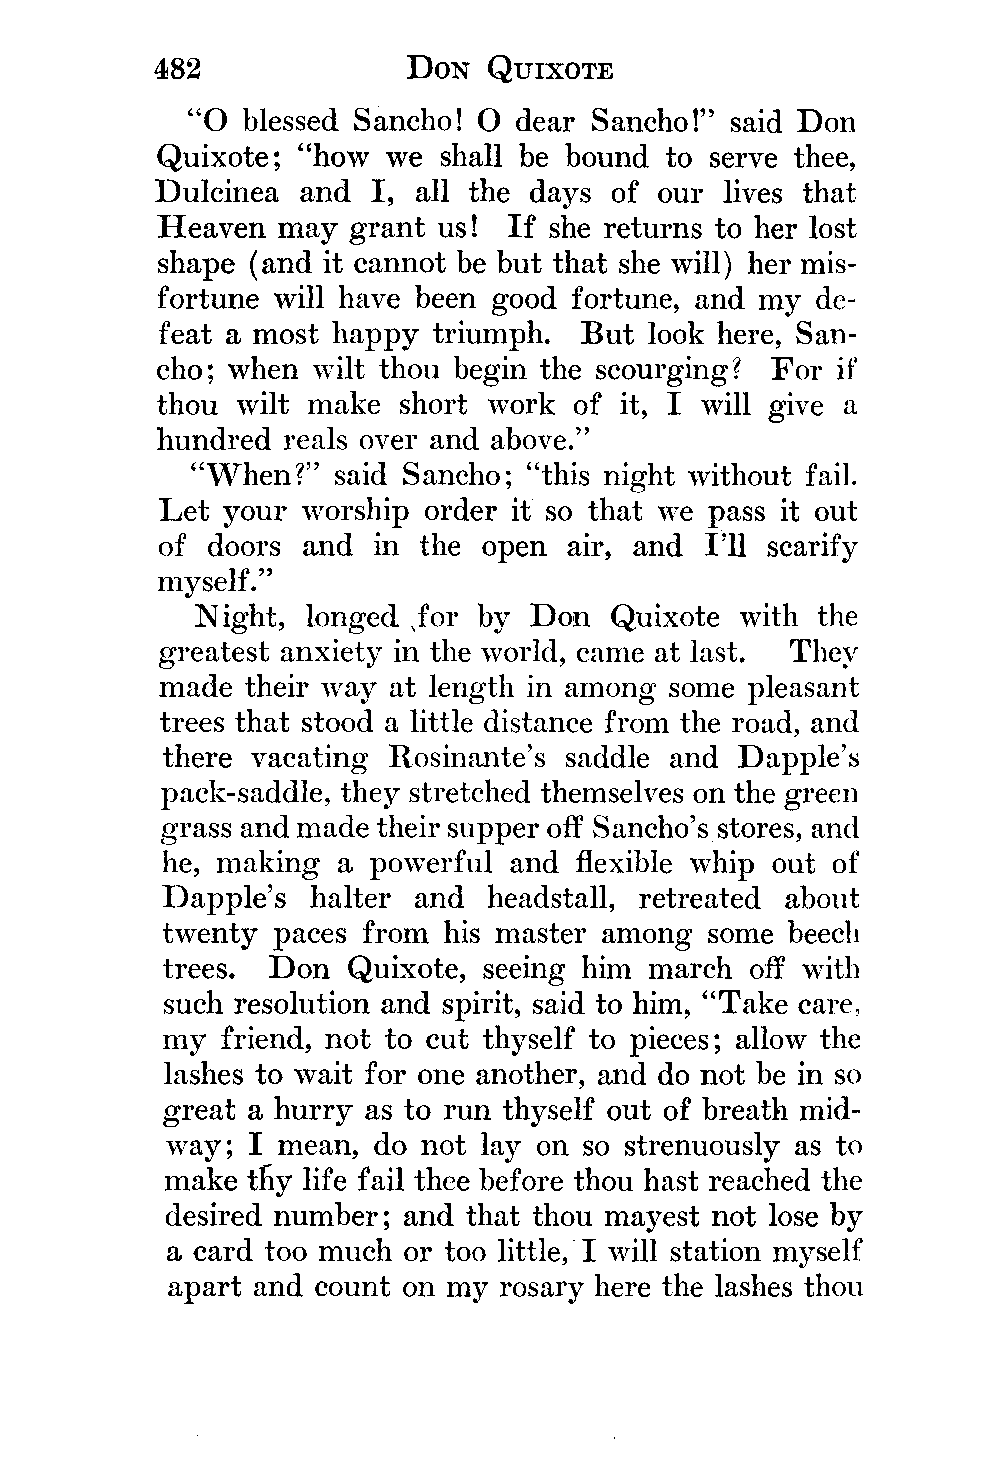 482 DON QUIXOTE
"O blessed Sancho! O dear Sancho!" said Don
Quixote; "how we shall be bound to serve thee,
Dulcinea and I, all the days of our lives that
Heaven may grant us! If she returns to her lost
shape (and it cannot be but that she will) her mis-
fortune will have been good fortune, and my de-
feat a most happy triumph. But look here, San-
cho; when wilt thou begin the scourging? For if
thou wilt make short work of it, I will give a
hundred reals over and above."
"When?" said Sancho; "this night without fail.
Let your worship order it so that we pass it out
of doors and in the open air, and I'll scarify
myself."
Night, longed for by Don Quixote with the
greatest anxiety in the world, came at last. They
made their way at length in among some pleasant
trees that stood a little distance from the road, and
there vacating Rosinante's saddle and Dapple's
pack-saddle, they stretched themselves on the green
grass and made their supper off Sancho's stores, and
he, making a powerful and flexible whip out of
Dapple's halter and headstall, retreated about
twenty paces from his master among some beech
trees. Don Quixote, seeing him march off with
such resolution and spirit, said to him, "Take care,
my friend, not to cut thyself to pieces; allow the
lashes to wait for one another, and do not be in so
great a hurry as to run thyself out of breath mid-
way; I mean, do not lay on so strenuously as to
make thy life fail thee before thou hast reached the
desired number; and that thou mayest not lose by
a card too much or too little, I will station myself
apart and count on my rosary here the lashes thou